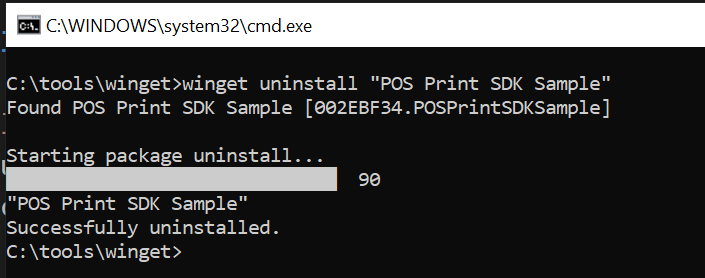 C:\WINDOWS\system32\cmd.exe
C:\tools\winget>winget uninstall "POS Print SDK Sample"
Found POS Print SDK Sample [002EBF34.POSPrintSDKSample]
Starting package uninstall...
90
"POS Print SDK Sample"
Successfully uninstalled.
C:\tools\winget>